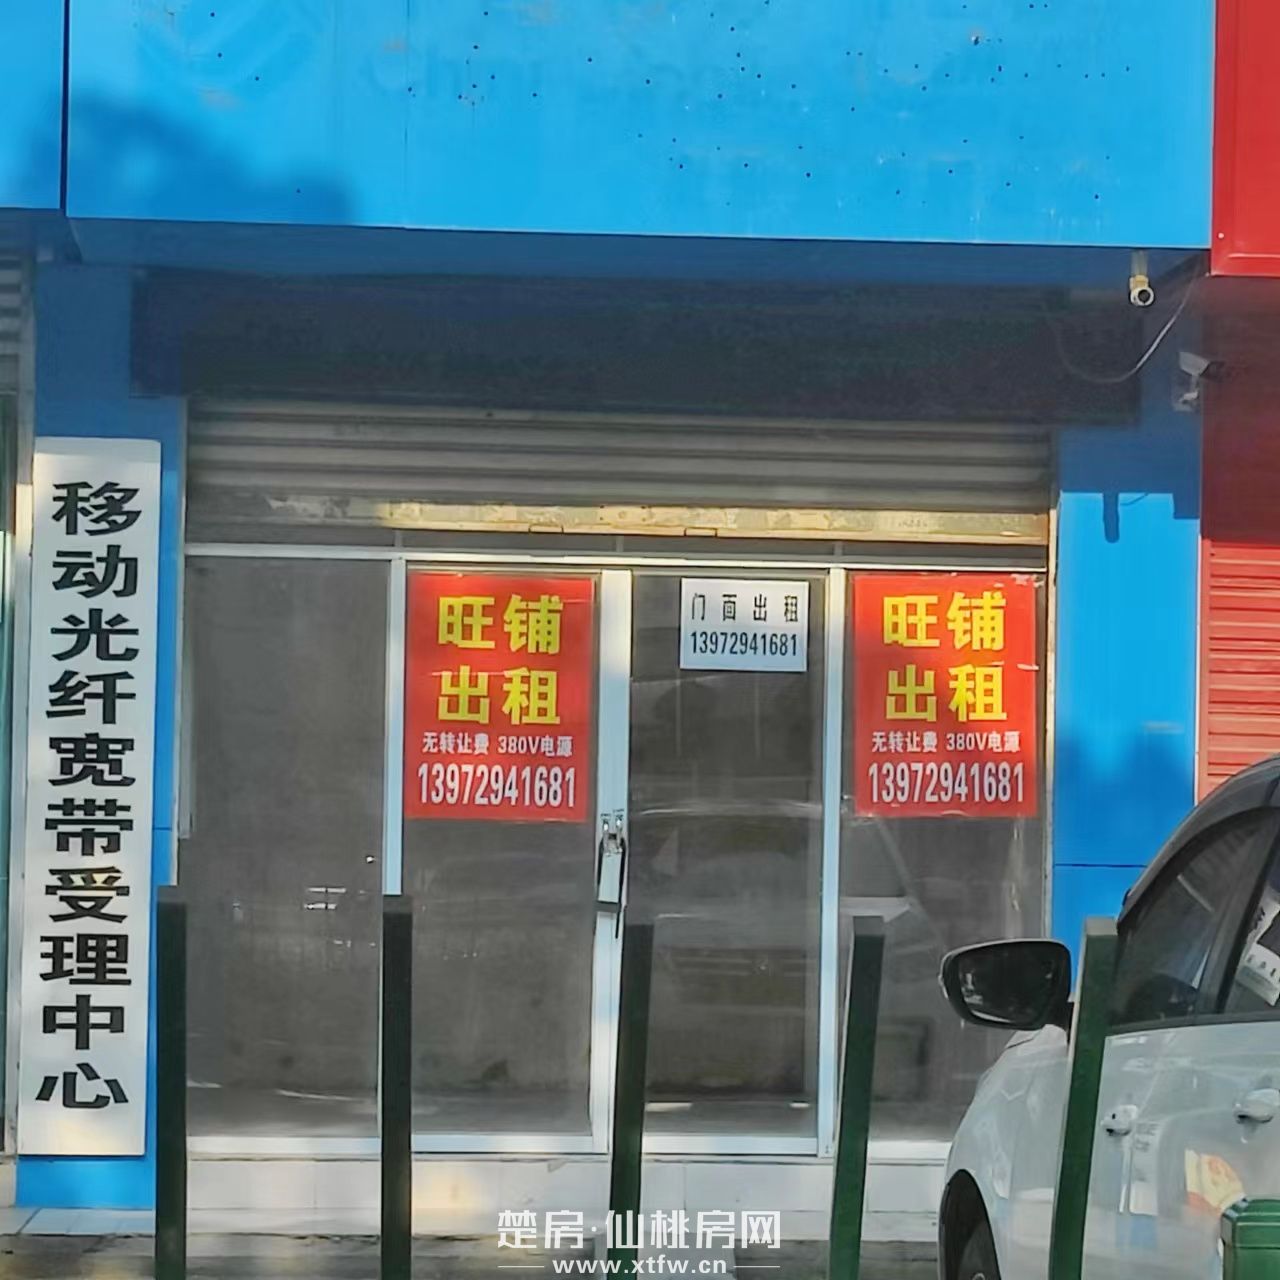 移动光纤宽带受理中心
旺铺
出租
无转让费 380V电源
13972941681
门面出租
13972941681
旺铺
出租
无转让费 380V电源
13972941681
楚房·仙桃房网
www.xtfw.cn